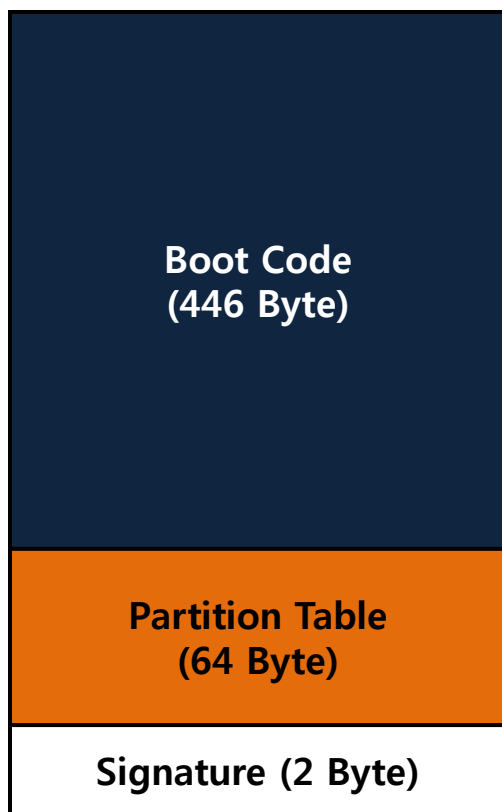 Boot Code
(446 Byte)
Partition Table
(64 Byte)
Signature (2 Byte)